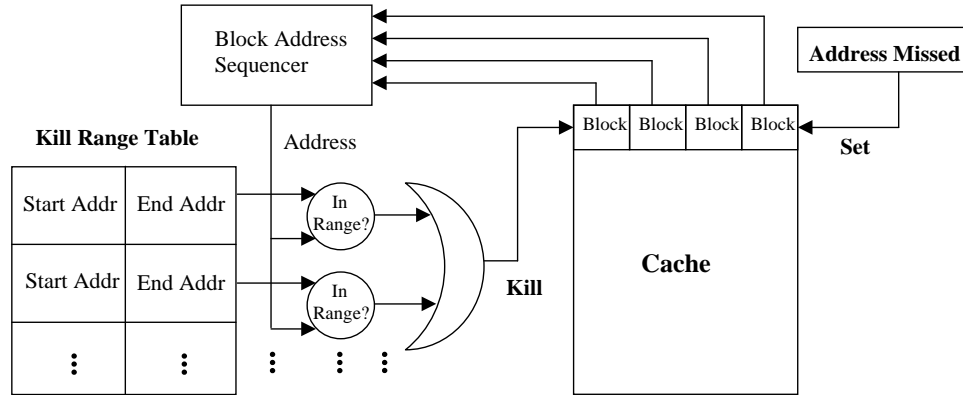 Block Address
Sequencer
Address Missed
Block
Block
Block
Block
Set
Kill Range Table
Address
Start Addr
End Addr
In
Range?
Start Addr
End Addr
In
Range?
Kill
Cache